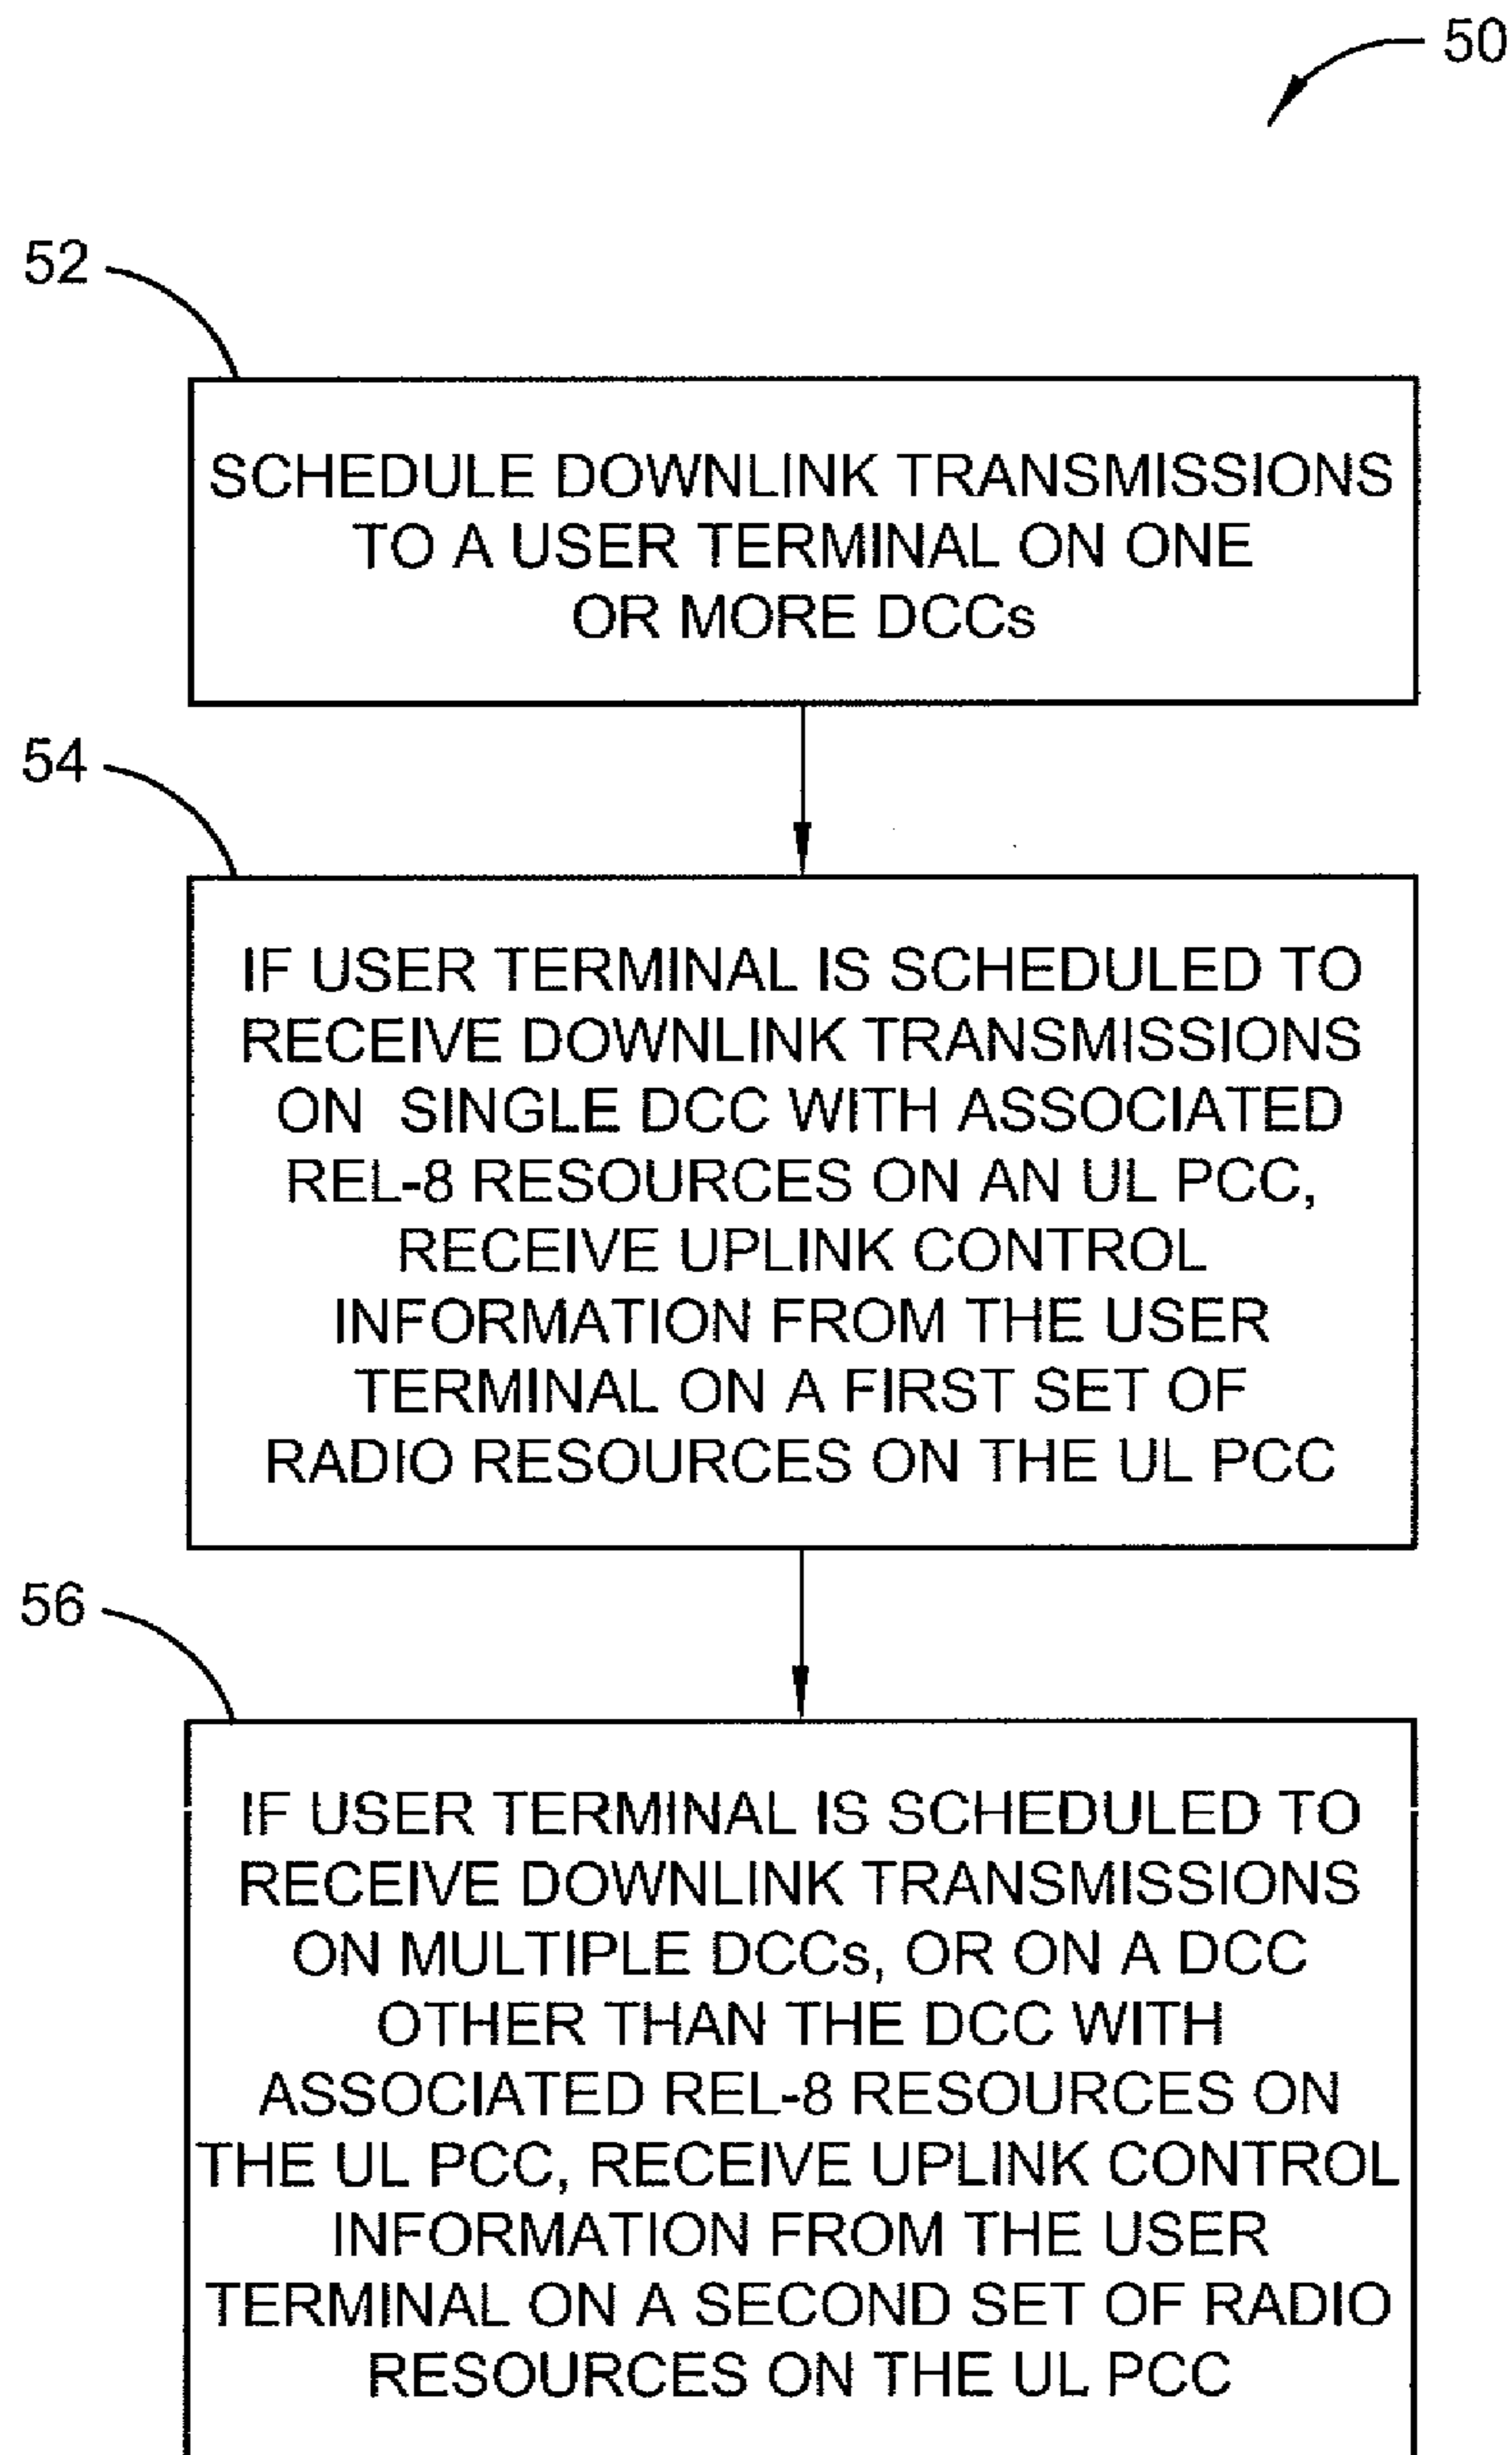 50
52
SCHEDULE DOWNLINK TRANSMISSIONS
TO A USER TERMINAL ON ONE
OR MORE DCCs
54
IF USER TERMINAL IS SCHEDULED TO
RECEIVE DOWNLINK TRANSMISSIONS
ON SINGLE DCC WITH ASSOCIATED
REL-8 RESOURCES ON AN UL PCC,
RECEIVE UPLINK CONTROL
INFORMATION FROM THE USER
TERMINAL ON A FIRST SET OF
RADIO RESOURCES ON THE UL PCC
56
IF USER TERMINAL IS SCHEDULED TO
RECEIVE DOWNLINK TRANSMISSIONS
ON MULTIPLE DCCs, OR ON A DCC
OTHER THAN THE DCC WITH
ASSOCIATED REL-8 RESOURCES ON
THE UL PCC, RECEIVE UPLINK CONTROL
INFORMATION FROM THE USER
TERMINAL ON A SECOND SET OF RADIO
RESOURCES ON THE UL PCC